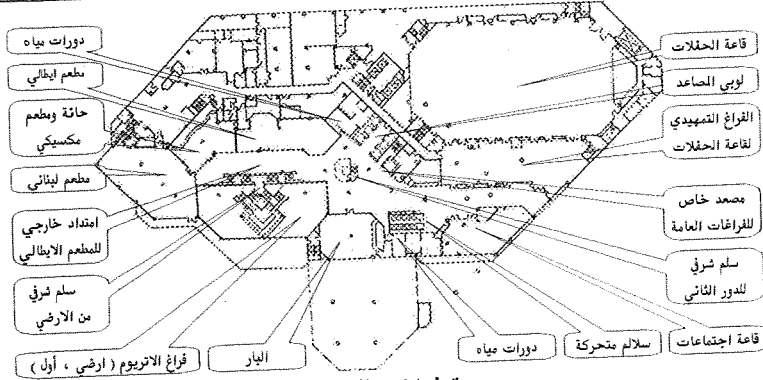 قاعة الحفلات
لوبي المصاعد
الفراغ التمهيدي
لقاعة الحفلات
مصعد خاص
للفراغات العامة
سلم شرفي
للدور الثاني
قاعة اجتماعات
سلالم متحركة
دورات مياه
البار
فراغ الاتريوم ( ارضي ، أول )
دورات مياه
مطعم ايطالي
حانة ومطعم
مكسيكي
مطعم لبناني
امتداد خارجي
للمطعم الايطالي
سلم شرفي
من الارضي